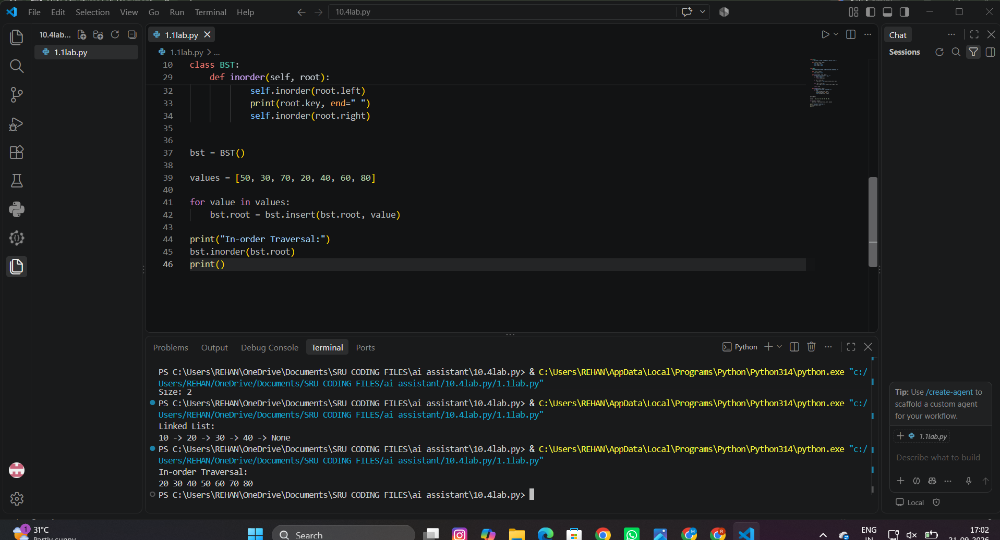 File Edit Selection View Go Run Terminal Help
10.4lab.py
10.4lab...
1.1lab.py
1.1lab.py
1.1lab.py > ...
10 class BST:
29 def inorder(self, root):
32 self.inorder(root.left)
33 print(root.key, end=" ")
34 self.inorder(root.right)
35
36
37 bst = BST()
38
39 values = [50, 30, 70, 20, 40, 60, 80]
40
41 for value in values:
42 bst.root = bst.insert(bst.root, value)
43
44 print("In-order Traversal:")
45 bst.inorder(bst.root)
46 print()
Problems Output Debug Console Terminal Ports
Python
PS C:\Users\REHAN\OneDrive\Documents\SRU CODING FILES\ai assistant\10.4lab.py> & C:\Users\REHAN\AppData\Local\Programs\Python\Python314\python.exe "c:/
Users/REHAN/OneDrive/Documents/SRU CODING FILES/ai assistant/10.4lab.py/1.1lab.py"
Size: 2
PS C:\Users\REHAN\OneDrive\Documents\SRU CODING FILES\ai assistant\10.4lab.py> & C:\Users\REHAN\AppData\Local\Programs\Python\Python314\python.exe "c:/
Users/REHAN/OneDrive/Documents/SRU CODING FILES/ai assistant/10.4lab.py/1.1lab.py"
Linked List:
10 -> 20 -> 30 -> 40 -> None
PS C:\Users\REHAN\OneDrive\Documents\SRU CODING FILES\ai assistant\10.4lab.py> & C:\Users\REHAN\AppData\Local\Programs\Python\Python314\python.exe "c:/
Users/REHAN/OneDrive/Documents/SRU CODING FILES/ai assistant/10.4lab.py/1.1lab.py"
In-order Traversal:
20 30 40 50 60 70 80
PS C:\Users\REHAN\OneDrive\Documents\SRU CODING FILES\ai assistant\10.4lab.py>
Chat
Sessions
Tip: Use /create-agent to
scaffold a custom agent
for your workflow.
1.1lab.py
Describe what to build
Local
1
31°C
Partly sunny
Search
M
R
ENG
IN
17:02
21-09-2026